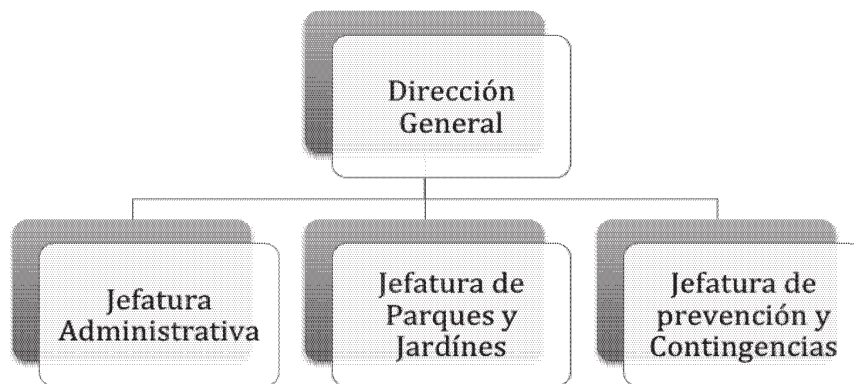 Dirección
General
Jefatura
Administrativa
Jefatura de
Parques y
Jardínes
Jefatura de
prevención y
Contingencias